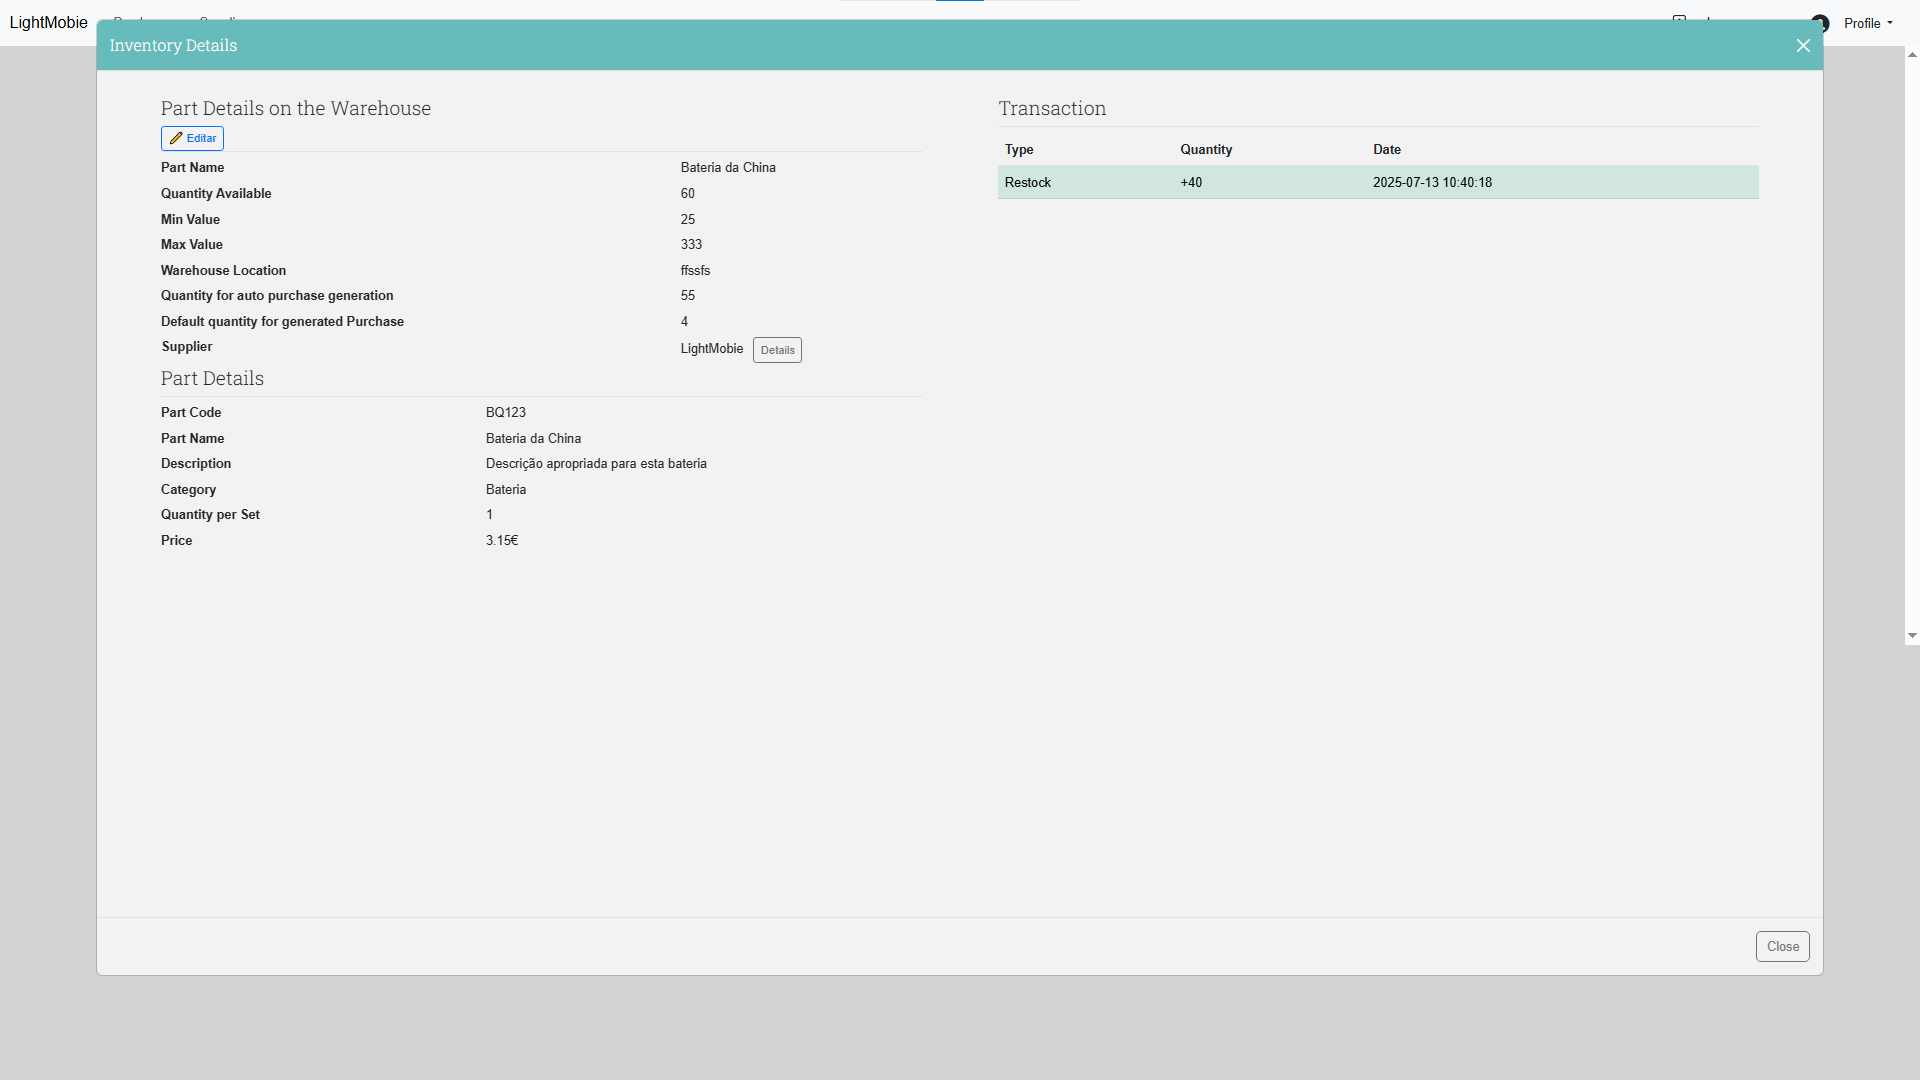 LightMobie
Profile
Inventory Details
Part Details on the Warehouse
Editar
Part Name Bateria da China
Quantity Available 60
Min Value 25
Max Value 333
Warehouse Location ffssfs
Quantity for auto purchase generation 55
Default quantity for generated Purchase 4
Supplier LightMobie Details
Part Details
Part Code BQ123
Part Name Bateria da China
Description Descrição apropriada para esta bateria
Category Bateria
Quantity per Set 1
Price 3.15€
Transaction
Type Quantity Date
Restock +40 2025-07-13 10:40:18
Close